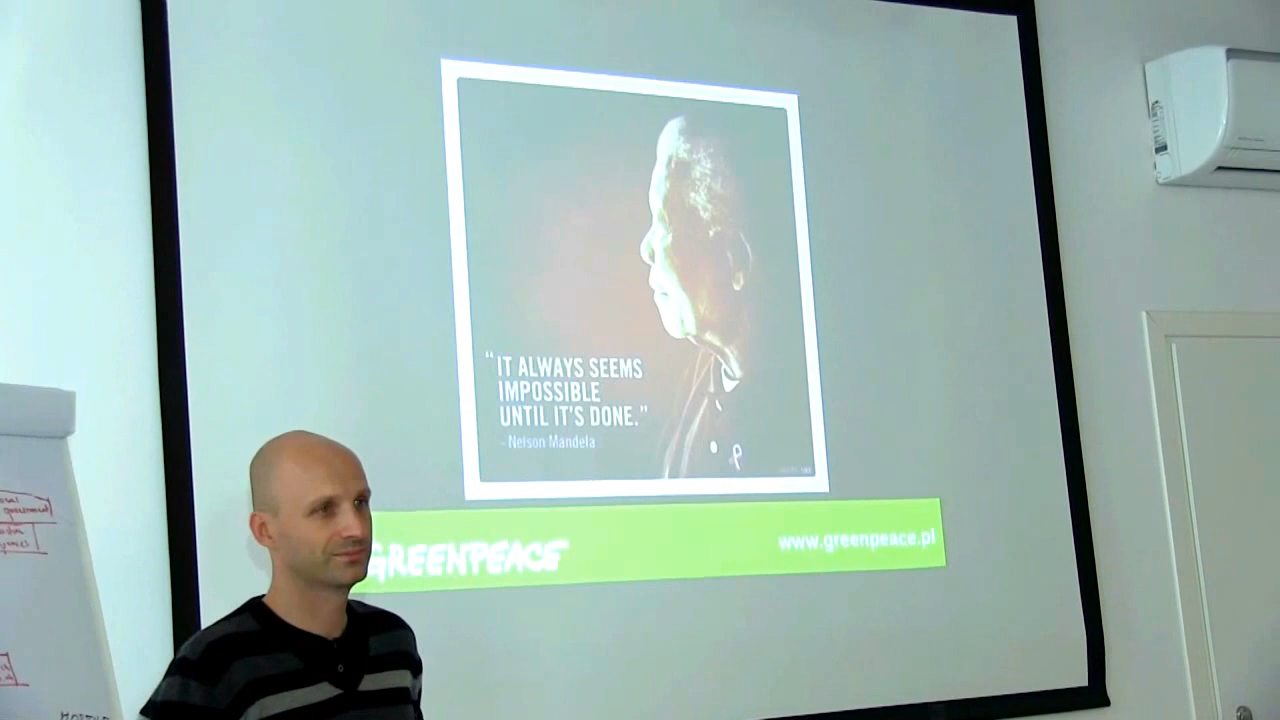 “IT ALWAYS SEEMS
IMPOSSIBLE
UNTIL IT'S DONE.”
- Nelson Mandela
GREENPEACE
www.greenpeace.pl